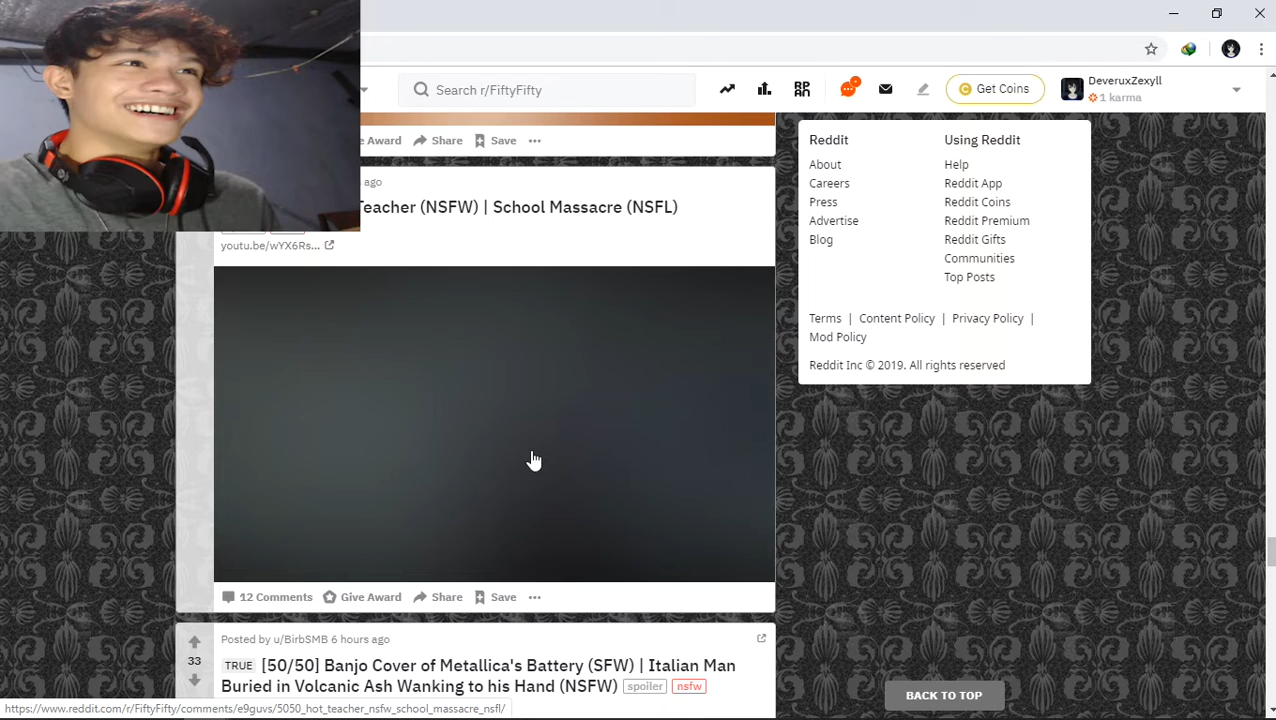 Search r/FiftyFifty
Get Coins
DeveruxZexyll
1 karma
e Award Share Save
ago
Teacher (NSFW) | School Massacre (NSFL)
youtu.be/wYX6Rs...
12 Comments Give Award Share Save
Posted by u/BirbSMB 6 hours ago
33
TRUE [50/50] Banjo Cover of Metallica's Battery (SFW) | Italian Man
Buried in Volcanic Ash Wanking to his Hand (NSFW) spoiler nsfw
https://www.reddit.com/r/FiftyFifty/comments/e9guvs/5050_hot_teacher_nsfw_school_massacre_nsfl/
Reddit Using Reddit
About Help
Careers Reddit App
Press Reddit Coins
Advertise Reddit Premium
Blog Reddit Gifts
Communities
Top Posts
Terms | Content Policy | Privacy Policy |
Mod Policy
Reddit Inc © 2019. All rights reserved
BACK TO TOP